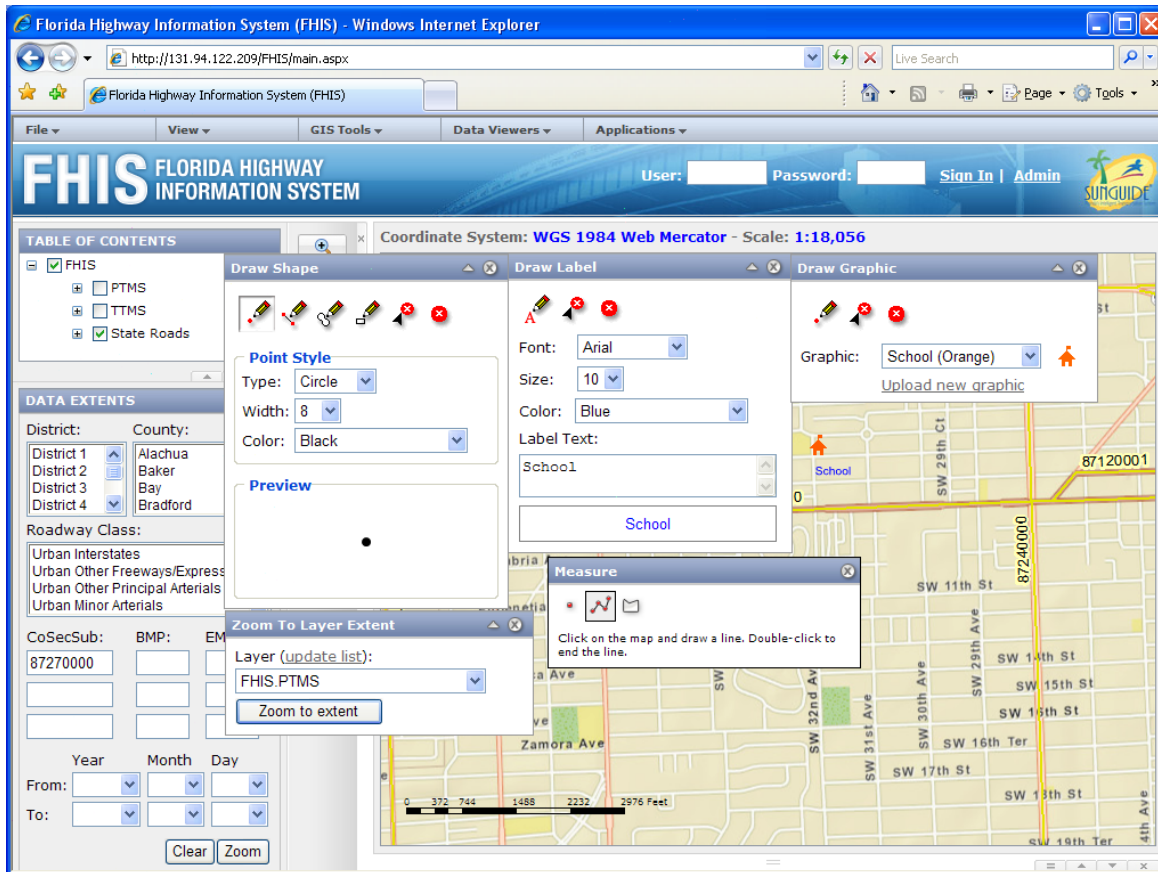 Florida Highway Information System (FHIS) - Windows Internet Explorer
http://131.94.122.209/FHIS/main.aspx
Live Search
Florida Highway Information System (FHIS)
Page
Tools
»
File
View
GIS Tools
Data Viewers
Applications
FHIS FLORIDA HIGHWAY INFORMATION SYSTEM
User:
Password:
Sign In | Admin
SUNGUIDE
TABLE OF CONTENTS
FHIS
PTMS
TTMS
State Roads
Coordinate System: WGS 1984 Web Mercator - Scale: 1:18,056
DATA EXTENTS
District:
County:
District 1
District 2
District 3
District 4
Alachua
Baker
Bay
Bradford
Roadway Class:
Urban Interstates
Urban Other Freeways/Express
Urban Other Principal Arterials
Urban Minor Arterials
CoSecSub:
BMP:
EM
87270000
Year
Month
Day
From:
To:
Clear
Zoom
Draw Shape
Point Style
Type:
Circle
Width:
8
Color:
Black
Preview
Zoom To Layer Extent
Layer (update list):
FHIS.PTMS
Zoom to extent
Draw Label
A
Font:
Arial
Size:
10
Color:
Blue
Label Text:
School
School
Draw Graphic
Graphic:
School (Orange)
Upload new graphic
Measure
Click on the map and draw a line. Double-click to
end the line.
st
School
SW 29th Ct
87120001
0
87240000
bria
SW 11th St
netia
SW 29th Ave
SW 14th St
ca Ave
SW
SW 32nd Av
SW 30th Ave
SW 15th St
SW 31st Ave
SW 16th St
ve
Zamora Ave
SW 16th Ter
e
SW 17th St
SW 18th St
0 372 744 1488 2232 2976 Feet
4th Ave
SW 19th Ter